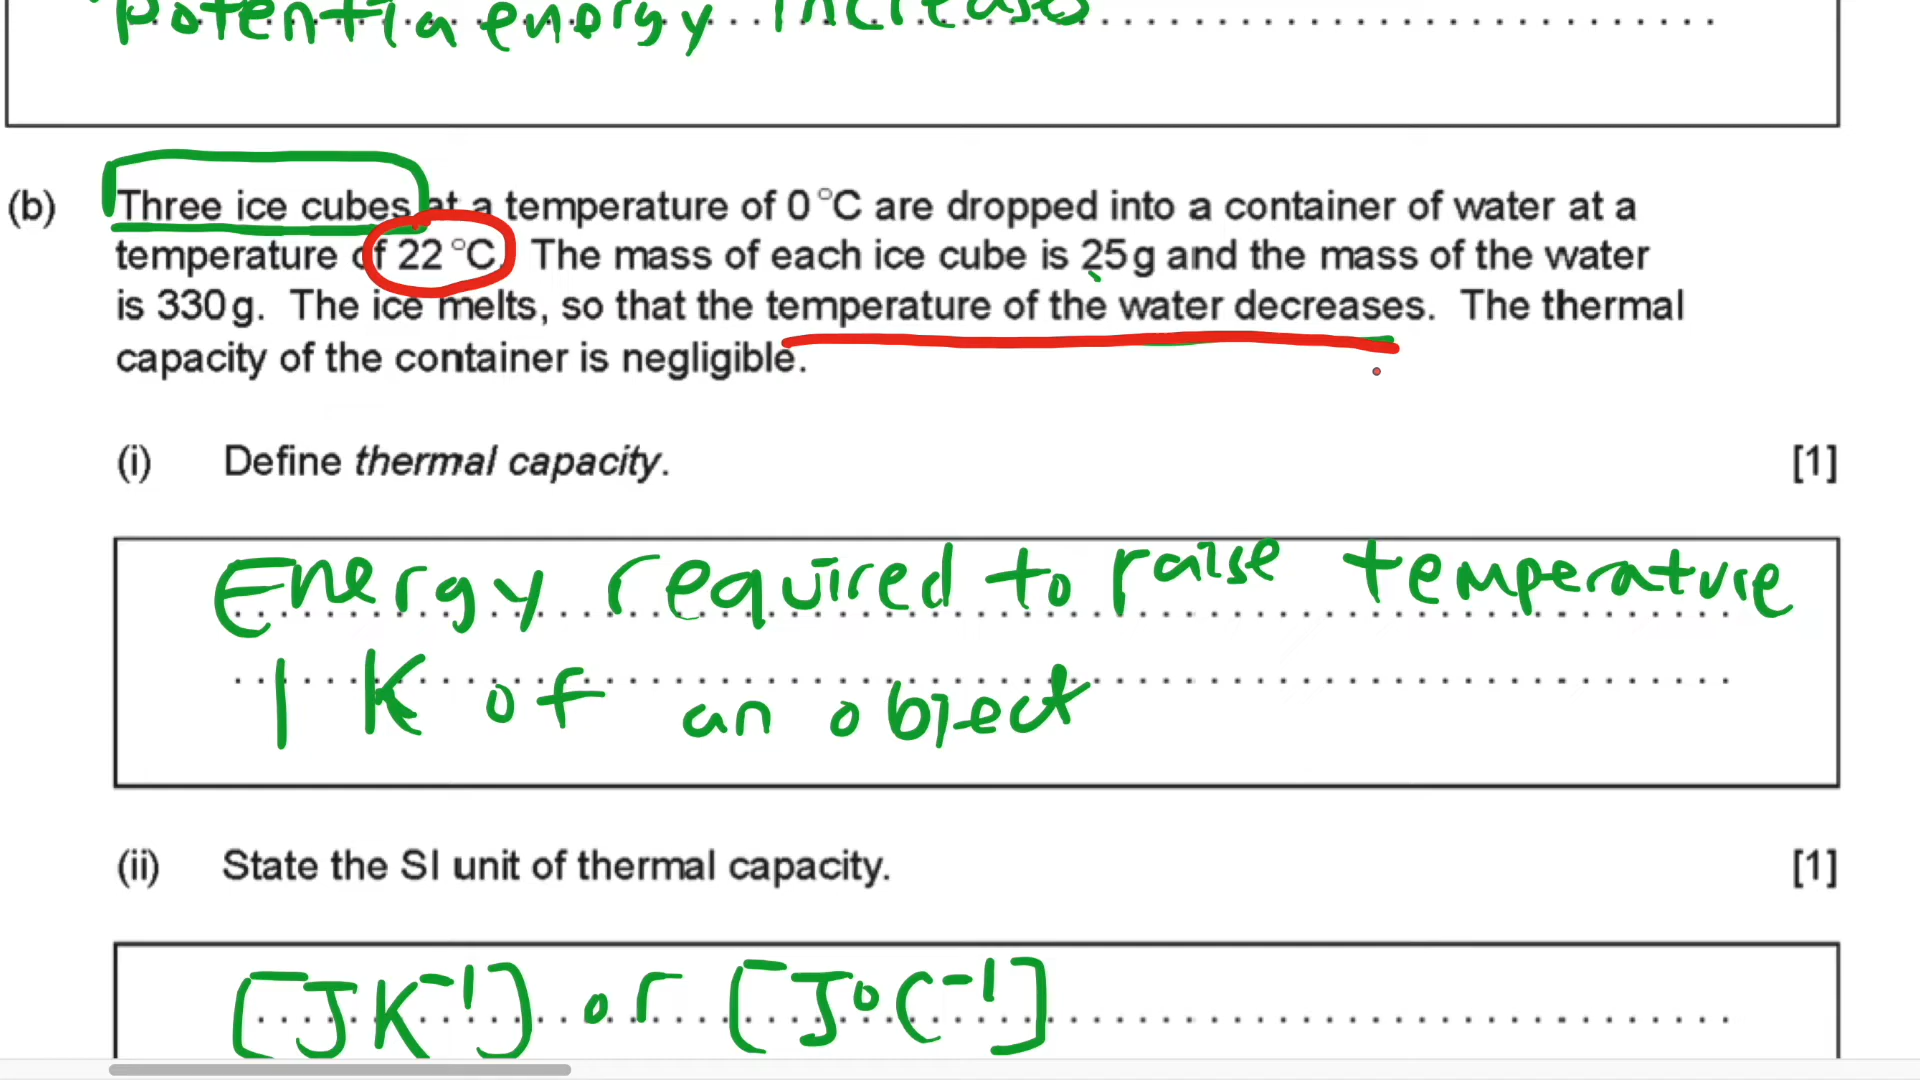 potentia energy increases
(b) Three ice cubes at a temperature of 0 °C are dropped into a container of water at a
temperature of 22 °C. The mass of each ice cube is 25 g and the mass of the water
is 330 g. The ice melts, so that the temperature of the water decreases. The thermal
capacity of the container is negligible.
(i) Define thermal capacity. [1]
Energy required to raise temperature
1 K of an object
(ii) State the SI unit of thermal capacity. [1]
[JK⁻¹] or [J°C⁻¹]